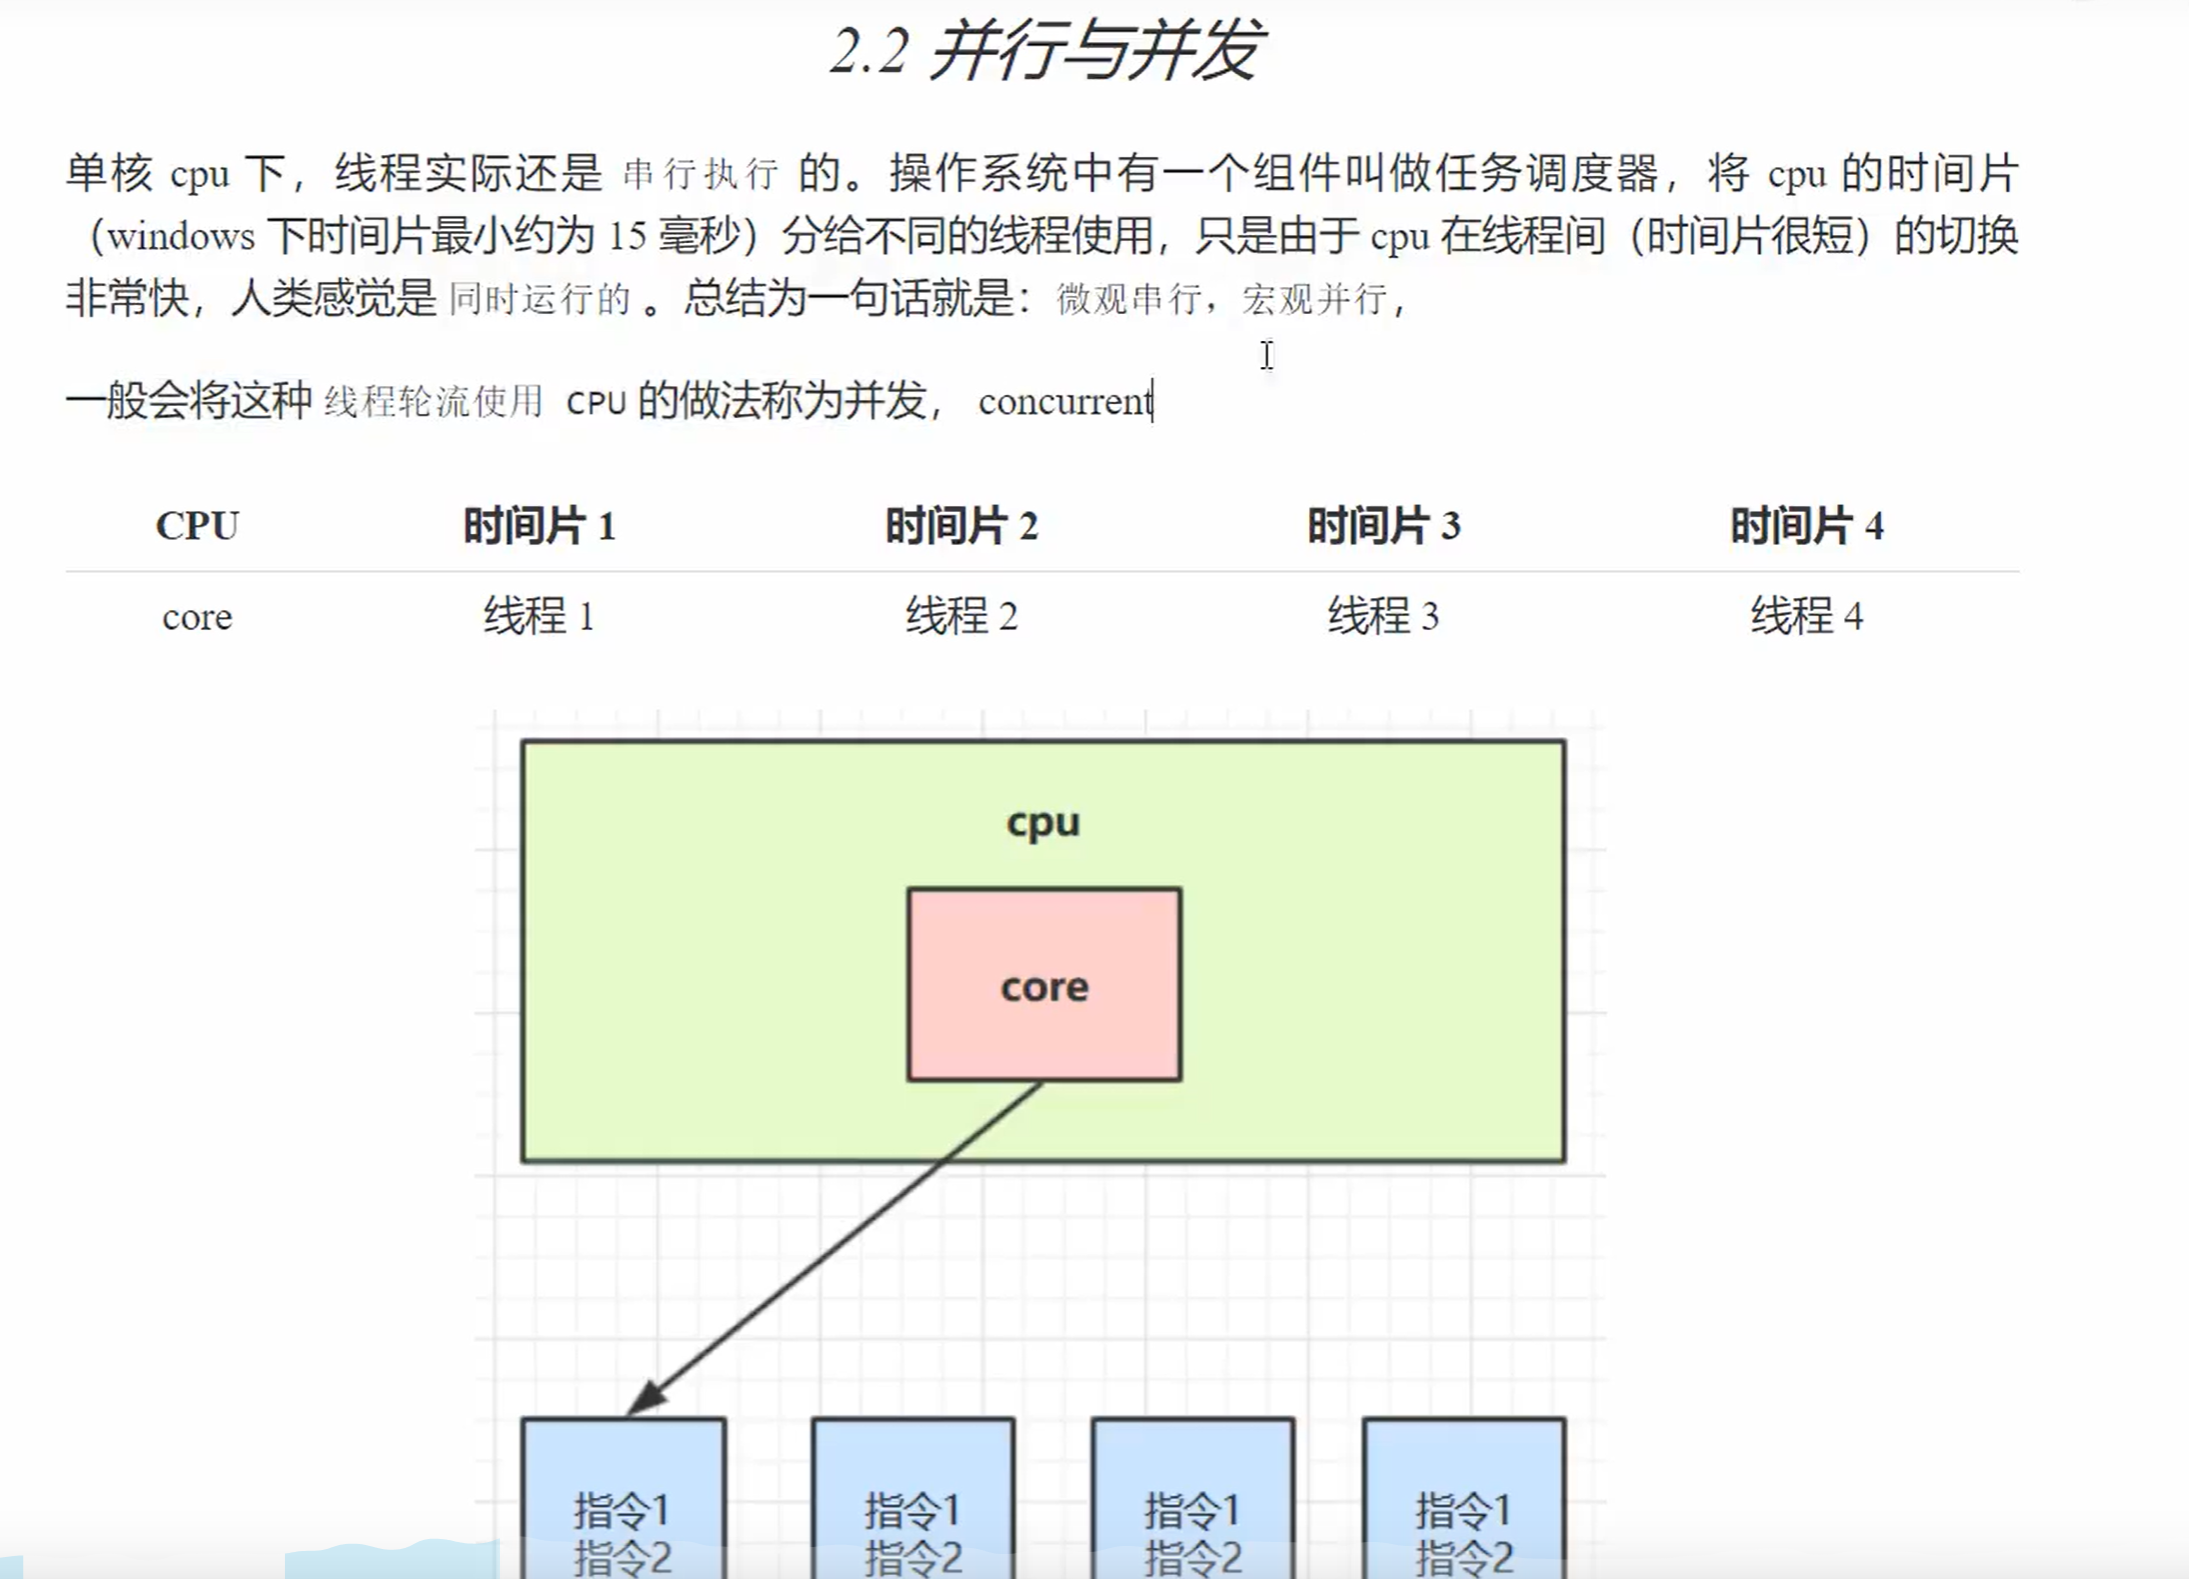 2.2 并行与并发
单核 cpu 下，线程实际还是 串行执行 的。操作系统中有一个组件叫做任务调度器，将 cpu 的时间片
（windows 下时间片最小约为 15 毫秒）分给不同的线程使用，只是由于 cpu 在线程间（时间片很短）的切换
非常快，人类感觉是 同时运行的 。总结为一句话就是：微观串行，宏观并行，
一般会将这种 线程轮流使用 CPU 的做法称为并发， concurrent
CPU 时间片 1 时间片 2 时间片 3 时间片 4
core 线程 1 线程 2 线程 3 线程 4
cpu
core
指令1 指令1 指令1 指令1
指令2 指令2 指令2 指令2